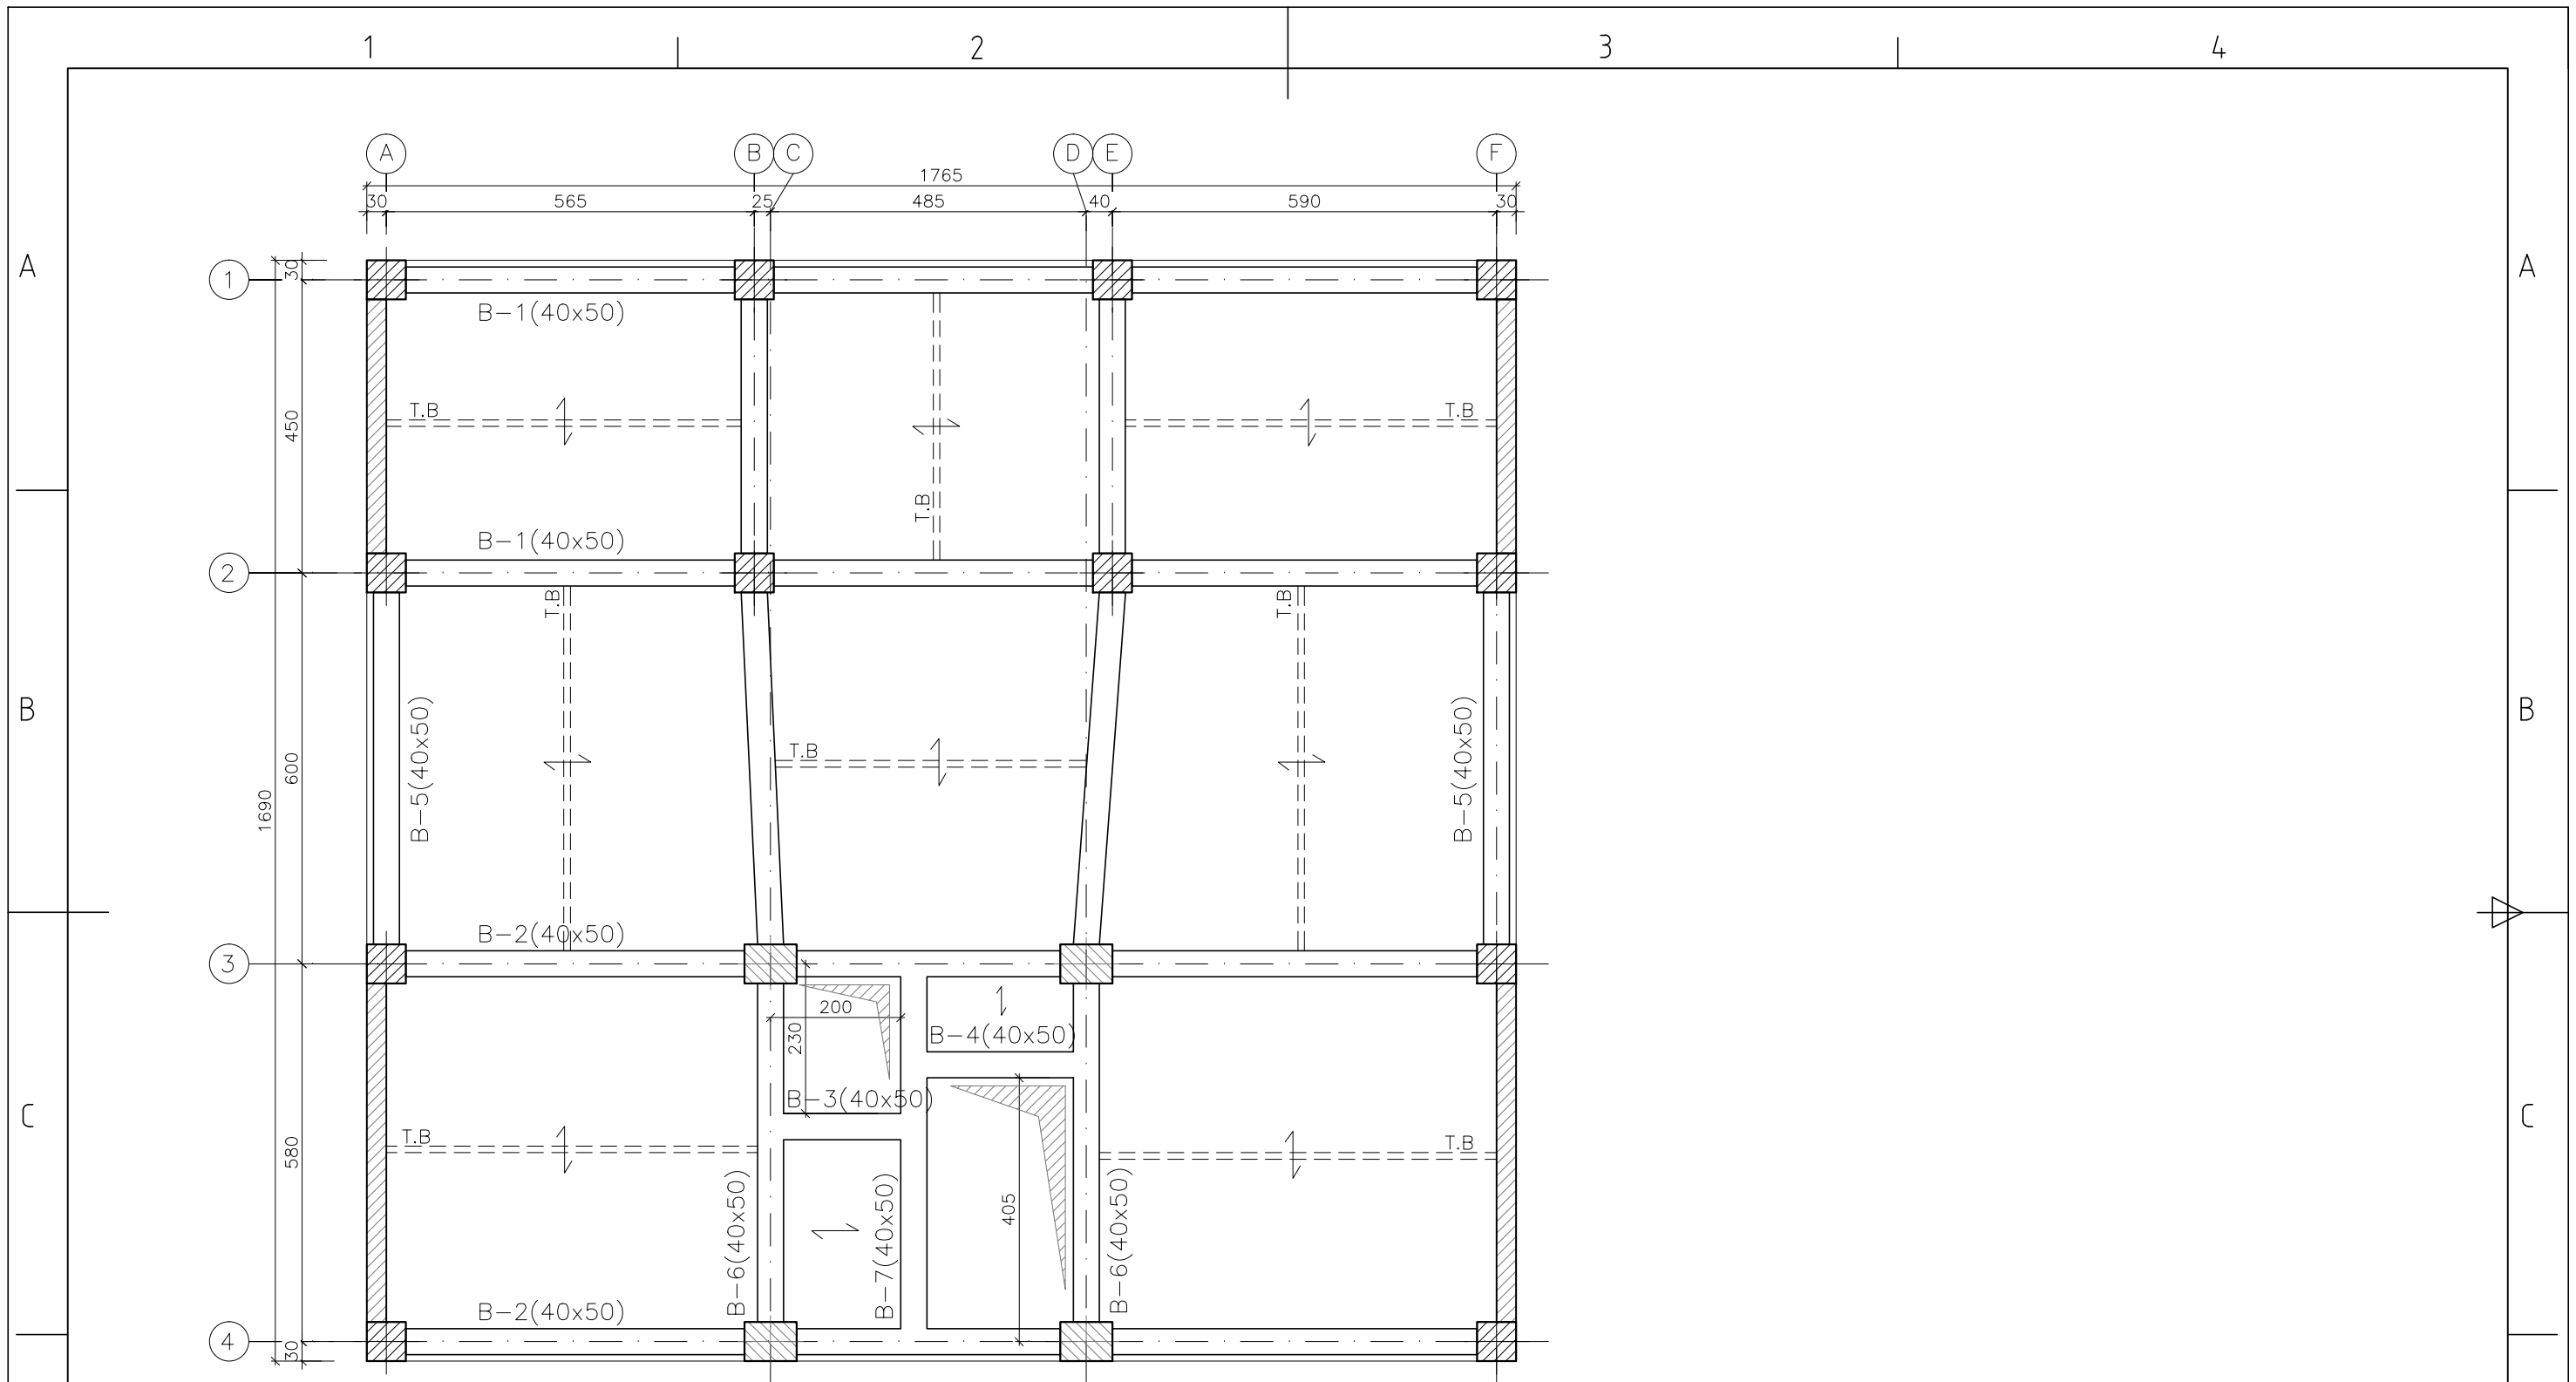 1 2 3 4
A B C D E F
1765
30 565 25 485 40 590 30
A A
1 30
B-1(40x50)
450
T.B T.B
T.B
B-1(40x50)
2
T.B T.B
B B
B-5(40x50) B-5(40x50)
T.B
600
1690
B-2(40x50)
3
200
230
B-4(40x50)
B-3(40x50)
C C
T.B T.B
580
405
B-6(40x50) B-7(40x50) B-6(40x50)
B-2(40x50)
4
30